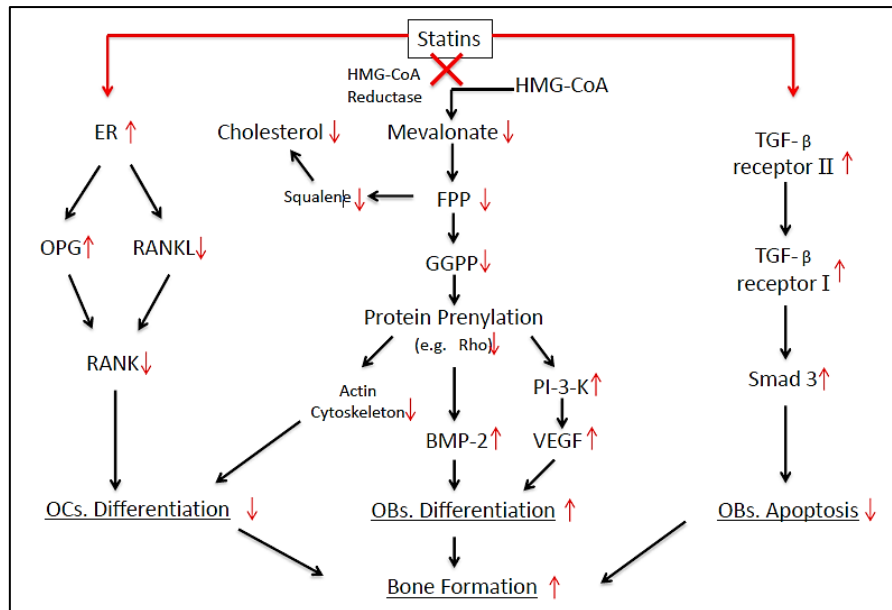 Statins
HMG-CoA
Reductase
HMG-CoA
ER ↑
Cholesterol ↓
Mevalonate ↓
TGF-β
receptor II ↑
Squalene ↓
FPP ↓
OPG ↑
RANKL ↓
GGPP ↓
TGF-β
receptor I ↑
Protein Prenylation
(e.g. Rho) ↓
RANK ↓
Actin
Cytoskeleton ↓
PI-3-K ↑
Smad 3 ↑
BMP-2 ↑
VEGF ↑
OCs. Differentiation ↓
OBs. Differentiation ↑
OBs. Apoptosis ↓
Bone Formation ↑